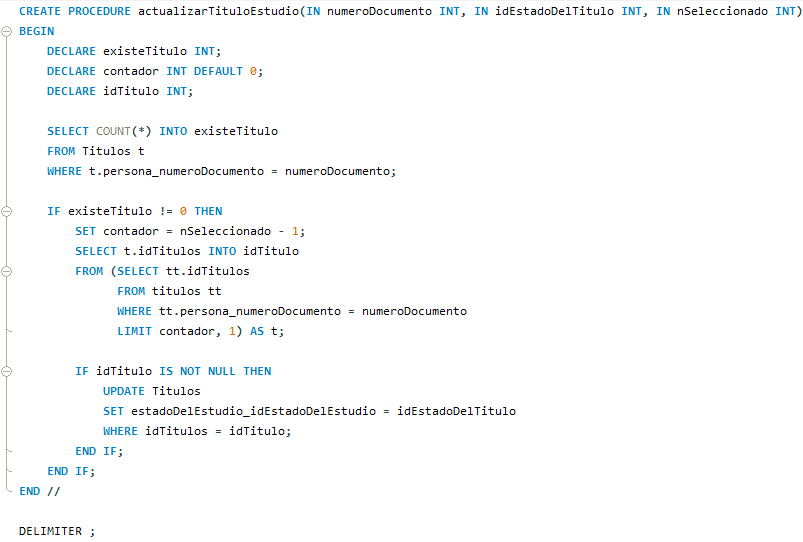 CREATE PROCEDURE actualizarTituloEstudio(IN numeroDocumento INT, IN idEstadoDelTitulo INT, IN nSeleccionado INT)
BEGIN
    DECLARE existeTitulo INT;
    DECLARE contador INT DEFAULT 0;
    DECLARE idTitulo INT;

    SELECT COUNT(*) INTO existeTitulo
    FROM Titulos t
    WHERE t.persona_numeroDocumento = numeroDocumento;

    IF existeTitulo != 0 THEN
        SET contador = nSeleccionado - 1;
        SELECT t.idTitulos INTO idTitulo
        FROM (SELECT tt.idTitulos
              FROM titulos tt
              WHERE tt.persona_numeroDocumento = numeroDocumento
              LIMIT contador, 1) AS t;

        IF idTitulo IS NOT NULL THEN
            UPDATE Titulos
            SET estadoDelEstudio_idEstadoDelEstudio = idEstadoDelTitulo
            WHERE idTitulos = idTitulo;
        END IF;
    END IF;
END //

DELIMITER ;